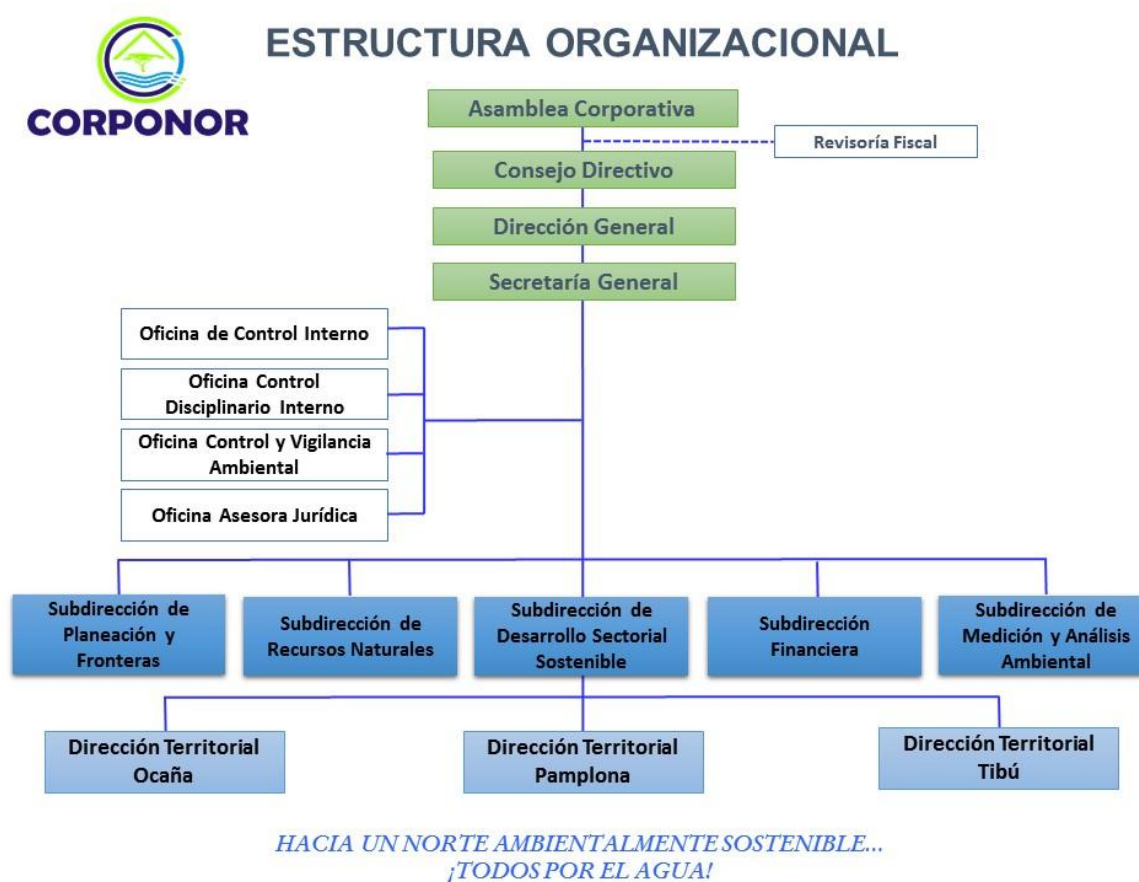 ESTRUCTURA ORGANIZACIONAL
CORPONOR
Asamblea Corporativa
Revisoría Fiscal
Consejo Directivo
Dirección General
Secretaría General
Oficina de Control Interno
Oficina Control
Disciplinario Interno
Oficina Control y Vigilancia
Ambiental
Oficina Asesora Jurídica
Subdirección de
Planeación y
Fronteras
Subdirección de
Recursos Naturales
Subdirección de
Desarrollo Sectorial
Sostenible
Subdirección
Financiera
Subdirección de
Medición y Análisis
Ambiental
Dirección Territorial
Ocaña
Dirección Territorial
Pamplona
Dirección Territorial
Tibú
HACIA UN NORTE AMBIENTALMENTE SOSTENIBLE...
¡TODOS POR EL AGUA!